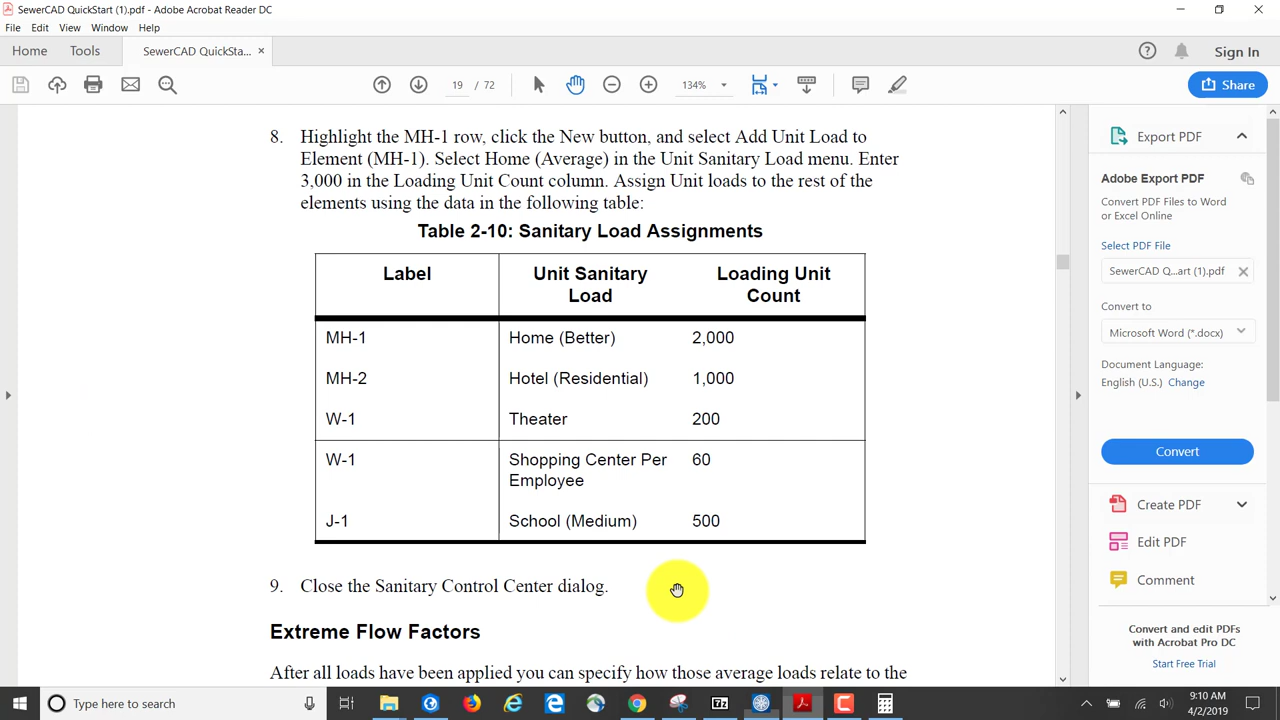 SewerCAD QuickStart (1).pdf - Adobe Acrobat Reader DC
File Edit View Window Help
Home Tools SewerCAD QuickSta... × Sign In
19 / 72 134% Share
8. Highlight the MH-1 row, click the New button, and select Add Unit Load to
Element (MH-1). Select Home (Average) in the Unit Sanitary Load menu. Enter
3,000 in the Loading Unit Count column. Assign Unit loads to the rest of the
elements using the data in the following table:
Table 2-10: Sanitary Load Assignments
Label Unit Sanitary Load Loading Unit Count
MH-1 Home (Better) 2,000
MH-2 Hotel (Residential) 1,000
W-1 Theater 200
W-1 Shopping Center Per Employee 60
J-1 School (Medium) 500
9. Close the Sanitary Control Center dialog.
Extreme Flow Factors
After all loads have been applied you can specify how those average loads relate to the
Export PDF
Adobe Export PDF
Convert PDF Files to Word
or Excel Online
Select PDF File
SewerCAD Q...art (1).pdf
Convert to
Microsoft Word (*.docx)
Document Language:
English (U.S.) Change
Convert
Create PDF
Edit PDF
Comment
Convert and edit PDFs
with Acrobat Pro DC
Start Free Trial
Type here to search
7z
9:10 AM
4/2/2019